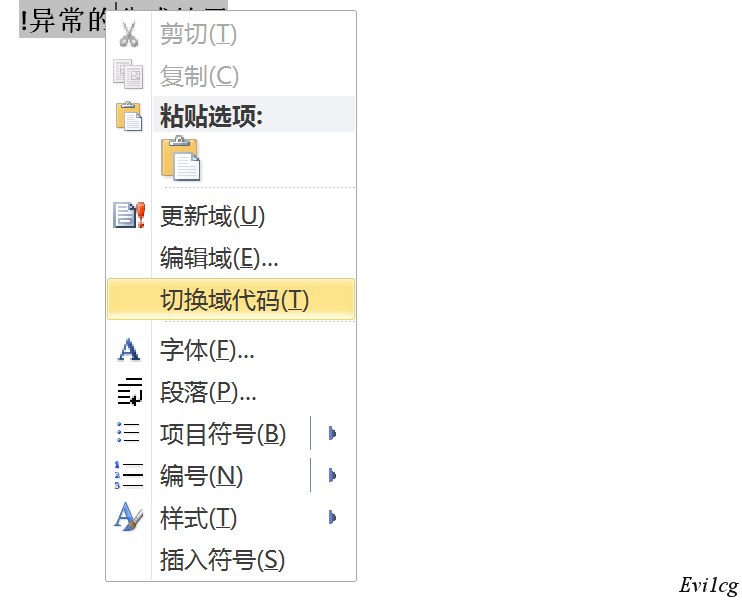 !异常的
剪切(T)
复制(C)
粘贴选项:
更新域(U)
编辑域(E)...
切换域代码(T)
字体(F)...
段落(P)...
项目符号(B)
编号(N)
样式(T)
插入符号(S)
Evi1cg